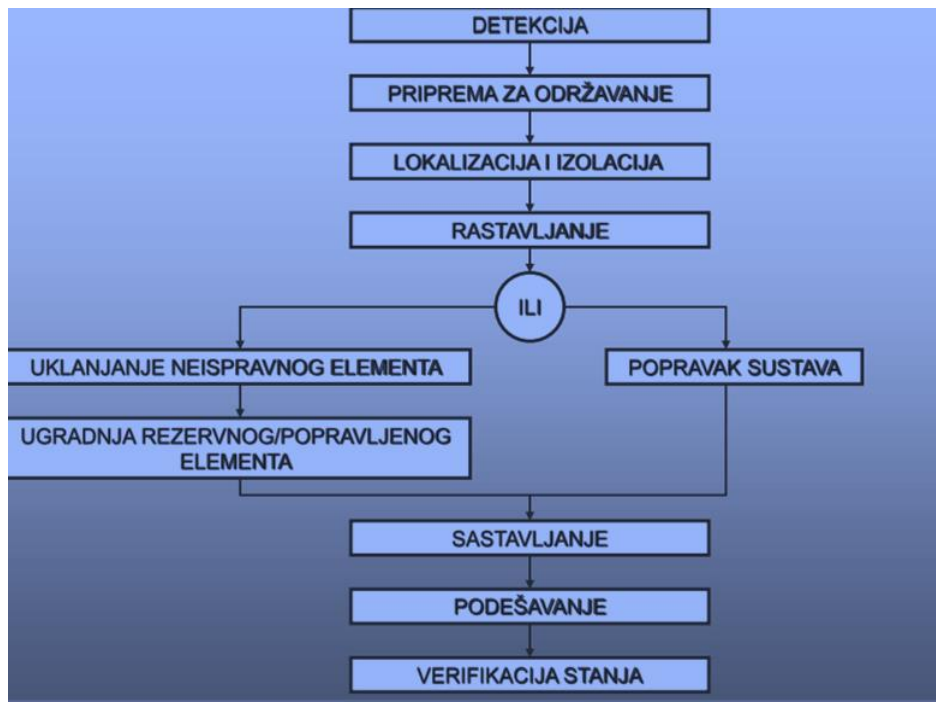 DETEKCIJA
PRIPREMA ZA ODRŽAVANJE
LOKALIZACIJA I IZOLACIJA
RASTAVLJANJE
ILI
UKLANJANJE NEISPRAVNOG ELEMENTA
POPRAVAK SUSTAVA
UGRADNJA REZERVNOG/POPRAVLJENOG
ELEMENTA
SASTAVLJANJE
PODEŠAVANJE
VERIFIKACIJA STANJA